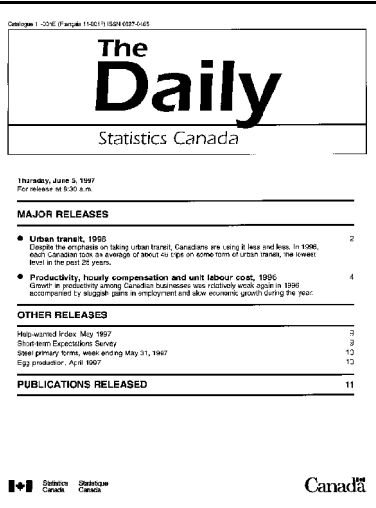 Catalogue 11-001E (Français 11-001F) ISSN 0827-0465
The
Daily
Statistics Canada
Thursday, June 5, 1997
For release at 8:30 a.m.
MAJOR RELEASES
● Urban transit, 1996 2
Despite the emphasis on taking urban transit, Canadians are using it less and less. In 1996,
each Canadian took an average of about 48 trips on some form of urban transit, the lowest
level in the past 25 years.
● Productivity, hourly compensation and unit labour cost, 1996 4
Growth in productivity among Canadian businesses was relatively weak again in 1996
accompanied by sluggish gains in employment and slow economic growth during the year.
OTHER RELEASES
Help-wanted Index, May 1997 9
Short-term Expectations Survey 9
Steel primary forms, week ending May 31, 1997 10
Egg production, April 1997 10
PUBLICATIONS RELEASED 11
Statistics Statistique
Canada Canada
Canada